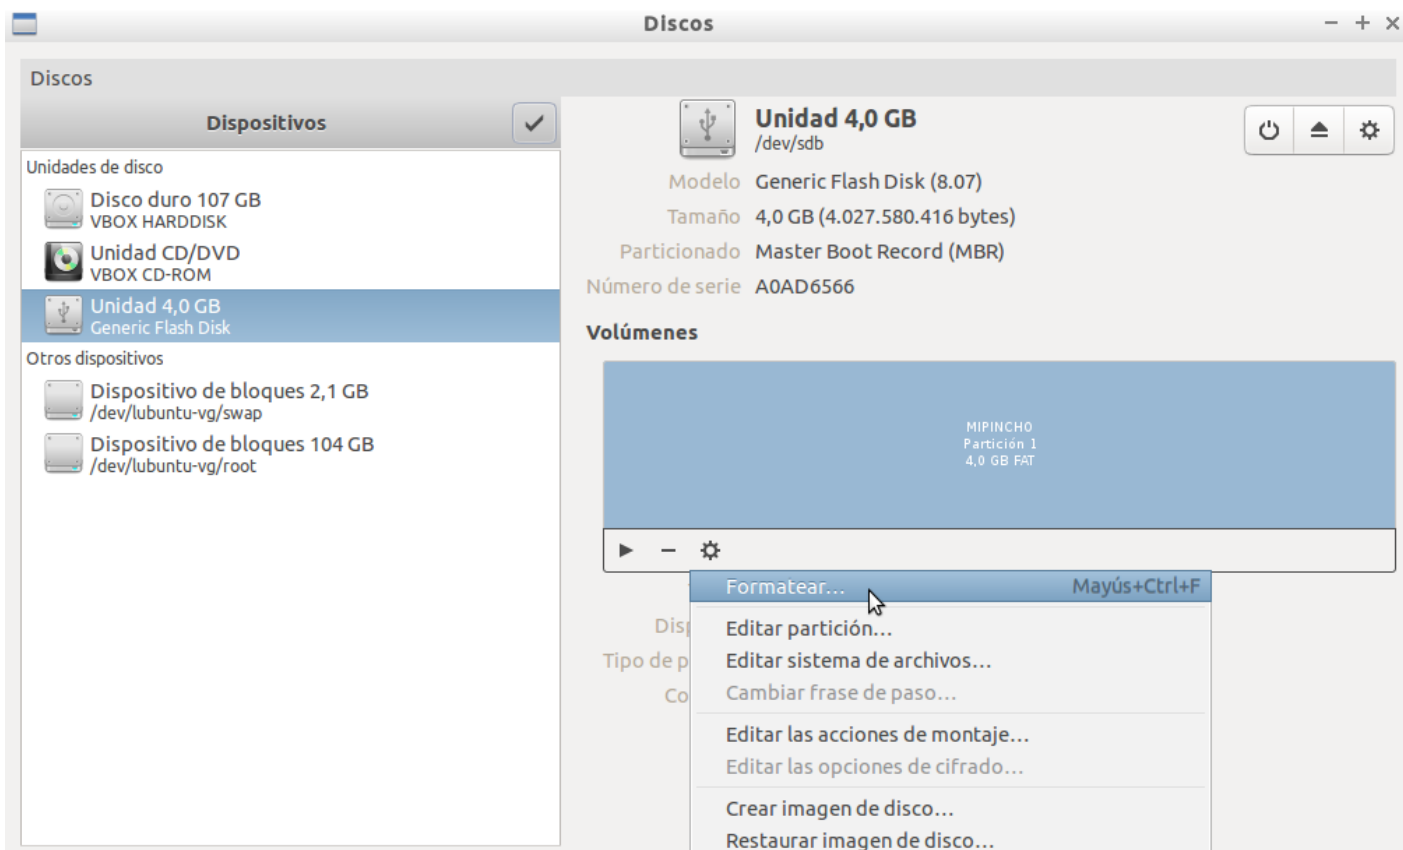 Discos
Discos
Dispositivos
Unidades de disco
Disco duro 107 GB
VBOX HARDDISK
Unidad CD/DVD
VBOX CD-ROM
Unidad 4,0 GB
Generic Flash Disk
Otros dispositivos
Dispositivo de bloques 2,1 GB
/dev/lubuntu-vg/swap
Dispositivo de bloques 104 GB
/dev/lubuntu-vg/root
Unidad 4,0 GB
/dev/sdb
Modelo Generic Flash Disk (8.07)
Tamaño 4,0 GB (4.027.580.416 bytes)
Particionado Master Boot Record (MBR)
Número de serie A0AD6566
Volúmenes
MIPINCHO
Partición 1
4,0 GB FAT
Formatear... Mayús+Ctrl+F
Editar partición...
Tipo de p
Editar sistema de archivos...
Cambiar frase de paso...
Editar las acciones de montaje...
Editar las opciones de cifrado...
Crear imagen de disco...
Restaurar imagen de disco...